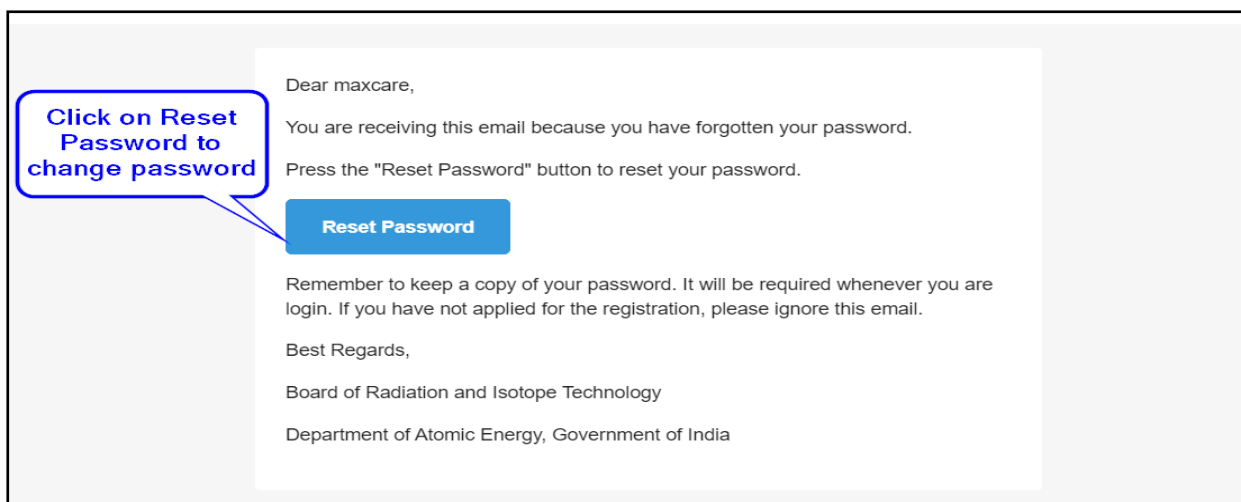 Dear maxcare,
Click on Reset
Password to
change password
You are receiving this email because you have forgotten your password.
Press the "Reset Password" button to reset your password.
Reset Password
Remember to keep a copy of your password. It will be required whenever you are
login. If you have not applied for the registration, please ignore this email.
Best Regards,
Board of Radiation and Isotope Technology
Department of Atomic Energy, Government of India